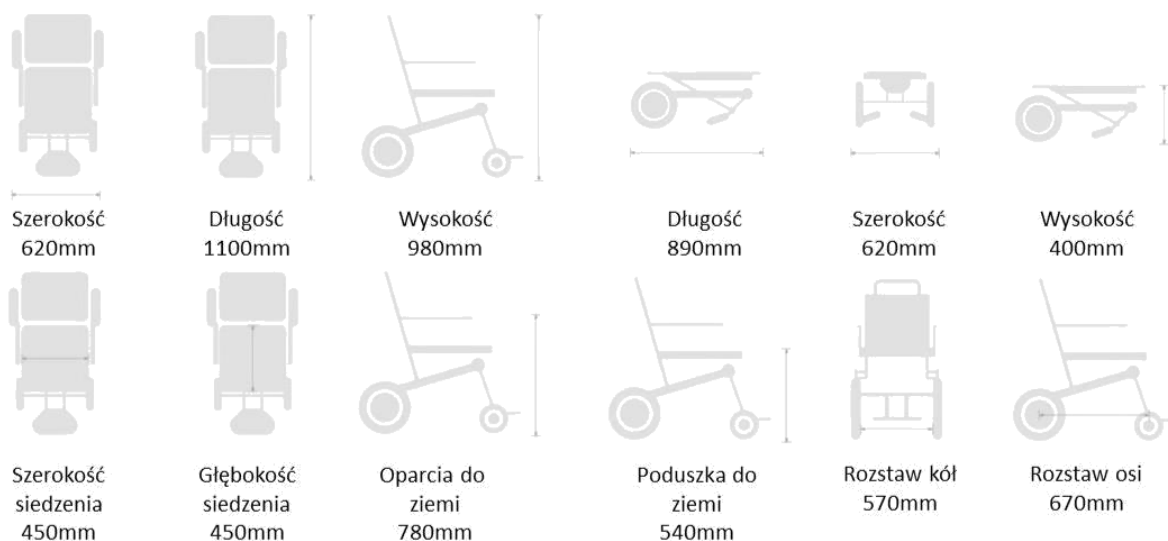 Szerokość
620mm
Długość
1100mm
Wysokość
980mm
Długość
890mm
Szerokość
620mm
Wysokość
400mm
Szerokość
siedzenia
450mm
Głębokość
siedzenia
450mm
Oparcia do
ziemi
780mm
Poduszka do
ziemi
540mm
Rozstaw kół
570mm
Rozstaw osi
670mm